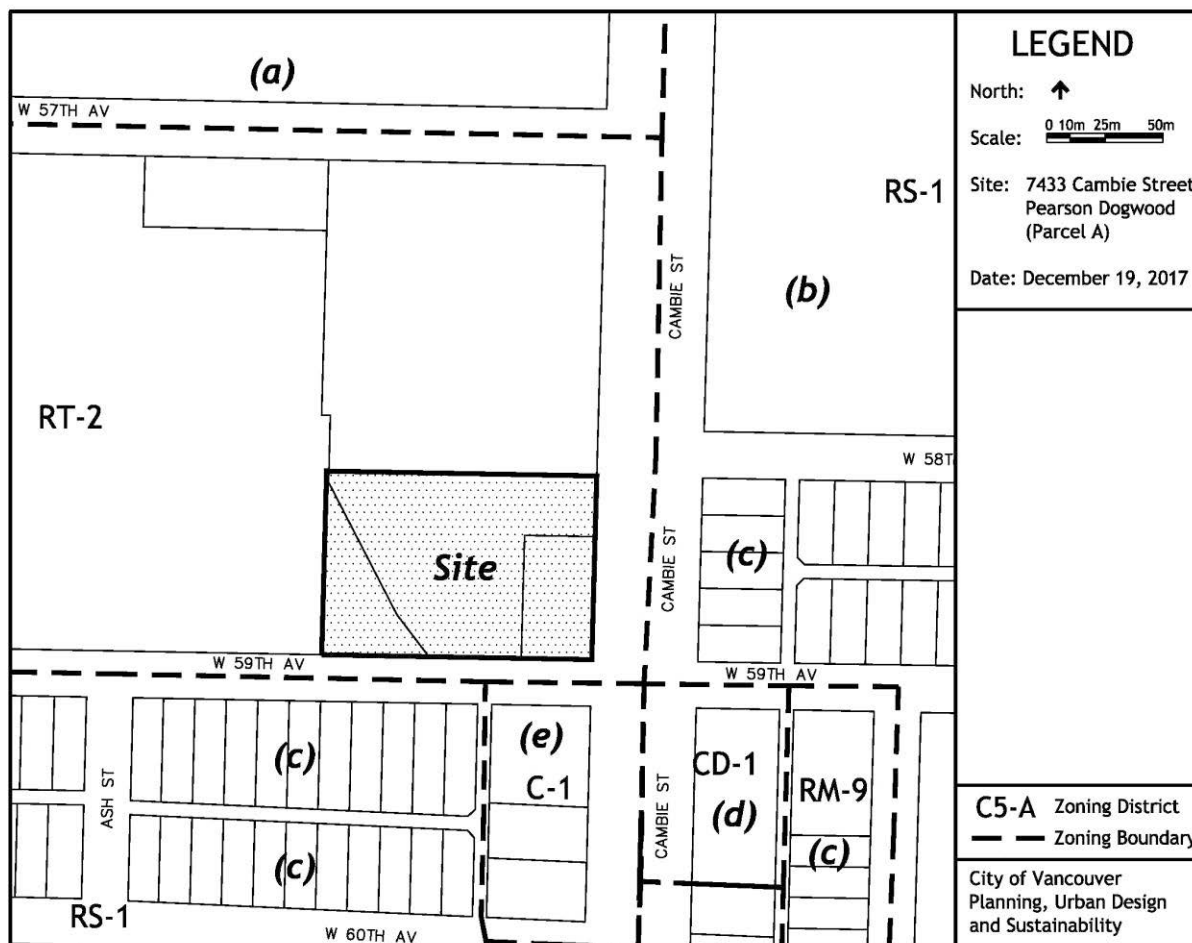 (a)
W 57TH AV
RS-1
CAMBIE ST
(b)
RT-2
W 58T
Site
CAMBIE ST
(c)
W 59TH AV
W 59TH AV
(e)
C-1
(c)
ASH ST
CAMBIE ST
CD-1
(d)
RM-9
(c)
(c)
RS-1
W 60TH AV
LEGEND
North:
Scale: 0 10m 25m 50m
Site: 7433 Cambie Street
Pearson Dogwood
(Parcel A)
Date: December 19, 2017
C5-A Zoning District
Zoning Boundary
City of Vancouver
Planning, Urban Design
and Sustainability